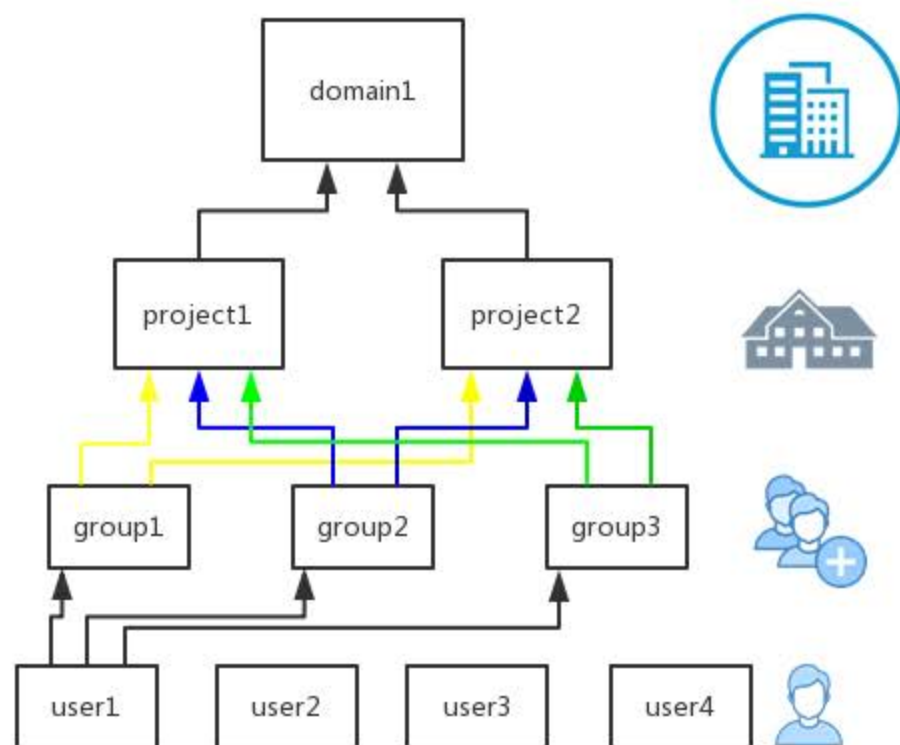 domain1
project1
project2
group1
group2
group3
user1
user2
user3
user4